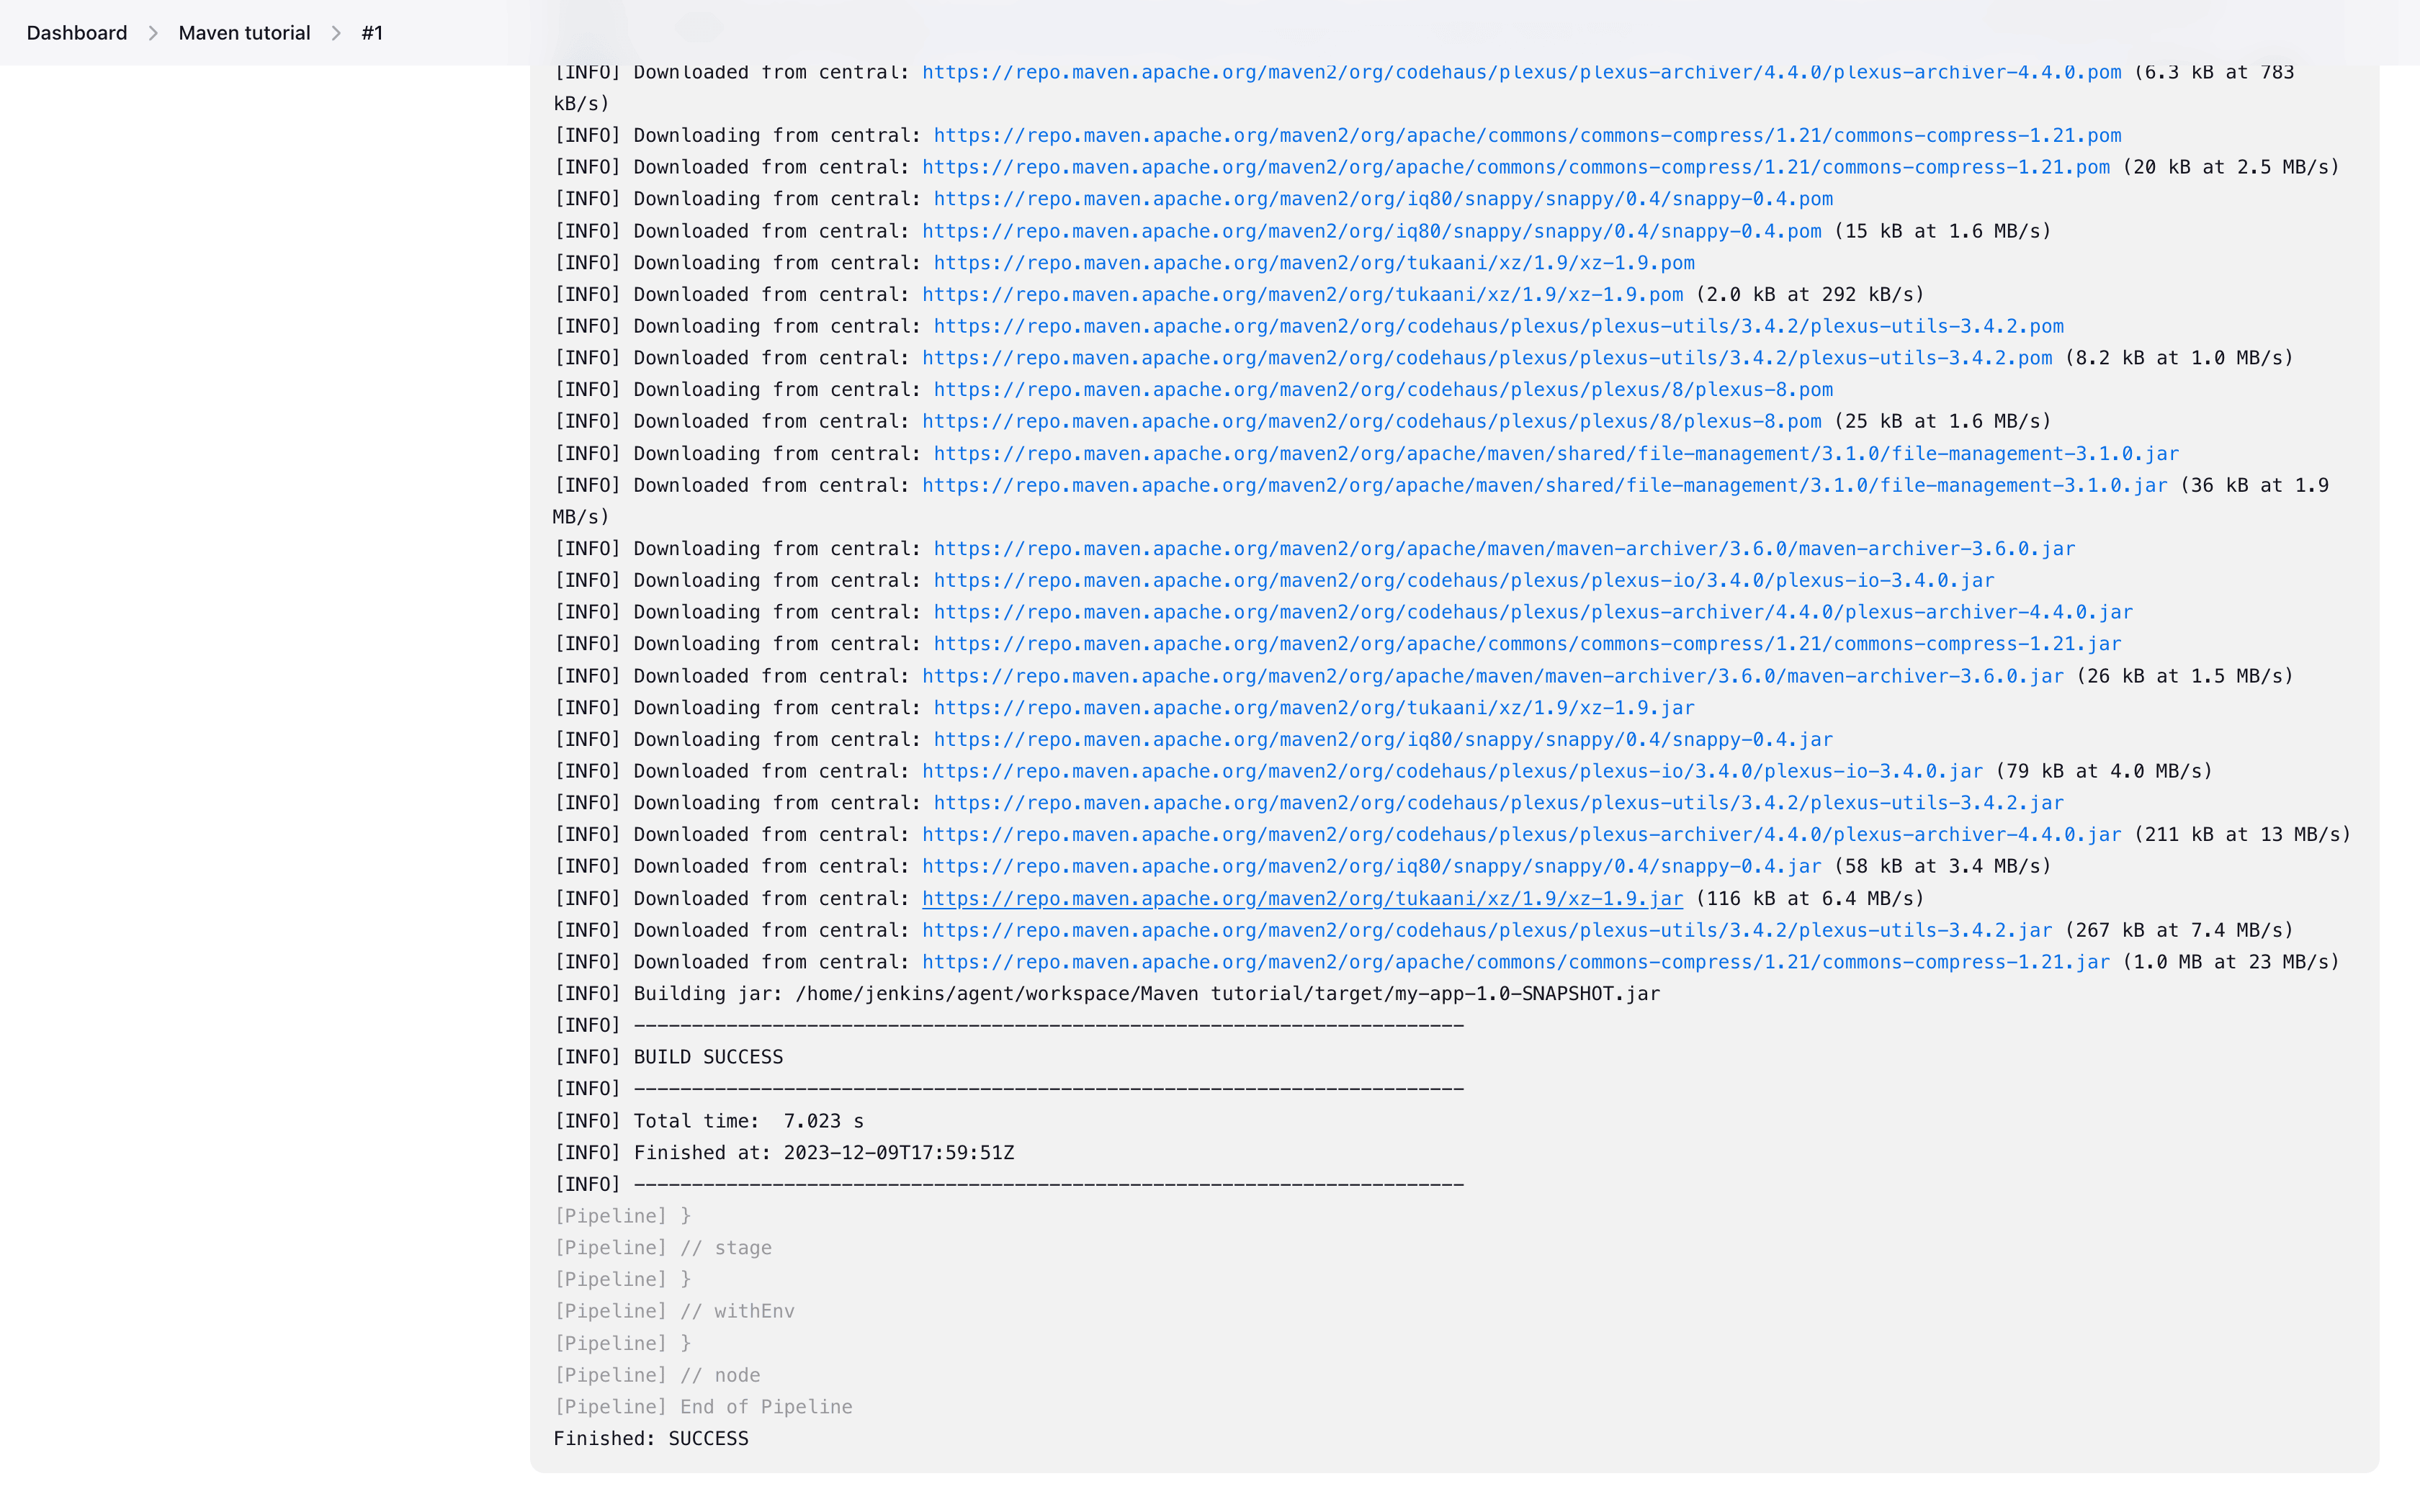 Dashboard > Maven tutorial > #1
[INFO] Downloaded from central: https://repo.maven.apache.org/maven2/org/codehaus/plexus/plexus-archiver/4.4.0/plexus-archiver-4.4.0.pom (6.3 kB at 783
kB/s)
[INFO] Downloading from central: https://repo.maven.apache.org/maven2/org/apache/commons/commons-compress/1.21/commons-compress-1.21.pom
[INFO] Downloaded from central: https://repo.maven.apache.org/maven2/org/apache/commons/commons-compress/1.21/commons-compress-1.21.pom (20 kB at 2.5 MB/s)
[INFO] Downloading from central: https://repo.maven.apache.org/maven2/org/iq80/snappy/snappy/0.4/snappy-0.4.pom
[INFO] Downloaded from central: https://repo.maven.apache.org/maven2/org/iq80/snappy/snappy/0.4/snappy-0.4.pom (15 kB at 1.6 MB/s)
[INFO] Downloading from central: https://repo.maven.apache.org/maven2/org/tukaani/xz/1.9/xz-1.9.pom
[INFO] Downloaded from central: https://repo.maven.apache.org/maven2/org/tukaani/xz/1.9/xz-1.9.pom (2.0 kB at 292 kB/s)
[INFO] Downloading from central: https://repo.maven.apache.org/maven2/org/codehaus/plexus/plexus-utils/3.4.2/plexus-utils-3.4.2.pom
[INFO] Downloaded from central: https://repo.maven.apache.org/maven2/org/codehaus/plexus/plexus-utils/3.4.2/plexus-utils-3.4.2.pom (8.2 kB at 1.0 MB/s)
[INFO] Downloading from central: https://repo.maven.apache.org/maven2/org/codehaus/plexus/plexus/8/plexus-8.pom
[INFO] Downloaded from central: https://repo.maven.apache.org/maven2/org/codehaus/plexus/plexus/8/plexus-8.pom (25 kB at 1.6 MB/s)
[INFO] Downloading from central: https://repo.maven.apache.org/maven2/org/apache/maven/shared/file-management/3.1.0/file-management-3.1.0.jar
[INFO] Downloaded from central: https://repo.maven.apache.org/maven2/org/apache/maven/shared/file-management/3.1.0/file-management-3.1.0.jar (36 kB at 1.9
MB/s)
[INFO] Downloading from central: https://repo.maven.apache.org/maven2/org/apache/maven/maven-archiver/3.6.0/maven-archiver-3.6.0.jar
[INFO] Downloading from central: https://repo.maven.apache.org/maven2/org/codehaus/plexus/plexus-io/3.4.0/plexus-io-3.4.0.jar
[INFO] Downloading from central: https://repo.maven.apache.org/maven2/org/codehaus/plexus/plexus-archiver/4.4.0/plexus-archiver-4.4.0.jar
[INFO] Downloading from central: https://repo.maven.apache.org/maven2/org/apache/commons/commons-compress/1.21/commons-compress-1.21.jar
[INFO] Downloaded from central: https://repo.maven.apache.org/maven2/org/apache/maven/maven-archiver/3.6.0/maven-archiver-3.6.0.jar (26 kB at 1.5 MB/s)
[INFO] Downloading from central: https://repo.maven.apache.org/maven2/org/tukaani/xz/1.9/xz-1.9.jar
[INFO] Downloading from central: https://repo.maven.apache.org/maven2/org/iq80/snappy/snappy/0.4/snappy-0.4.jar
[INFO] Downloaded from central: https://repo.maven.apache.org/maven2/org/codehaus/plexus/plexus-io/3.4.0/plexus-io-3.4.0.jar (79 kB at 4.0 MB/s)
[INFO] Downloading from central: https://repo.maven.apache.org/maven2/org/codehaus/plexus/plexus-utils/3.4.2/plexus-utils-3.4.2.jar
[INFO] Downloaded from central: https://repo.maven.apache.org/maven2/org/codehaus/plexus/plexus-archiver/4.4.0/plexus-archiver-4.4.0.jar (211 kB at 13 MB/s)
[INFO] Downloaded from central: https://repo.maven.apache.org/maven2/org/iq80/snappy/snappy/0.4/snappy-0.4.jar (58 kB at 3.4 MB/s)
[INFO] Downloaded from central: https://repo.maven.apache.org/maven2/org/tukaani/xz/1.9/xz-1.9.jar (116 kB at 6.4 MB/s)
[INFO] Downloaded from central: https://repo.maven.apache.org/maven2/org/codehaus/plexus/plexus-utils/3.4.2/plexus-utils-3.4.2.jar (267 kB at 7.4 MB/s)
[INFO] Downloaded from central: https://repo.maven.apache.org/maven2/org/apache/commons/commons-compress/1.21/commons-compress-1.21.jar (1.0 MB at 23 MB/s)
[INFO] Building jar: /home/jenkins/agent/workspace/Maven tutorial/target/my-app-1.0-SNAPSHOT.jar
[INFO] ------------------------------------------------------------------------
[INFO] BUILD SUCCESS
[INFO] ------------------------------------------------------------------------
[INFO] Total time:  7.023 s
[INFO] Finished at: 2023-12-09T17:59:51Z
[INFO] ------------------------------------------------------------------------
[Pipeline] }
[Pipeline] // stage
[Pipeline] }
[Pipeline] // withEnv
[Pipeline] }
[Pipeline] // node
[Pipeline] End of Pipeline
Finished: SUCCESS